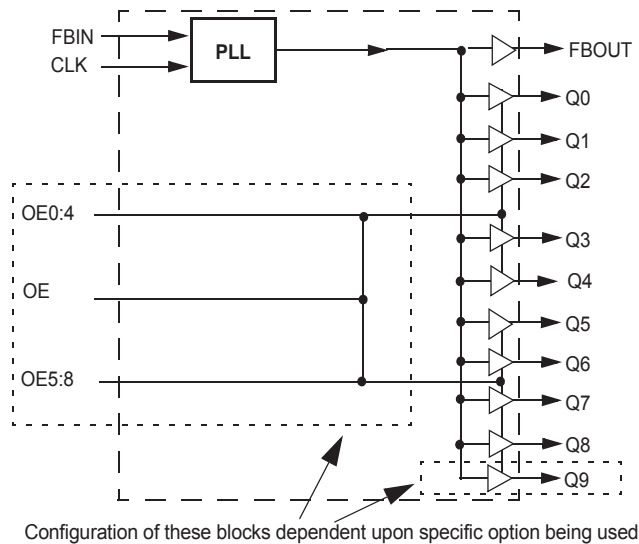 FBIN
CLK
PLL
FBOUT
Q0
Q1
Q2
OE0:4
Q3
OE
Q4
Q5
OE5:8
Q6
Q7
Q8
Q9
Configuration of these blocks dependent upon specific option being used